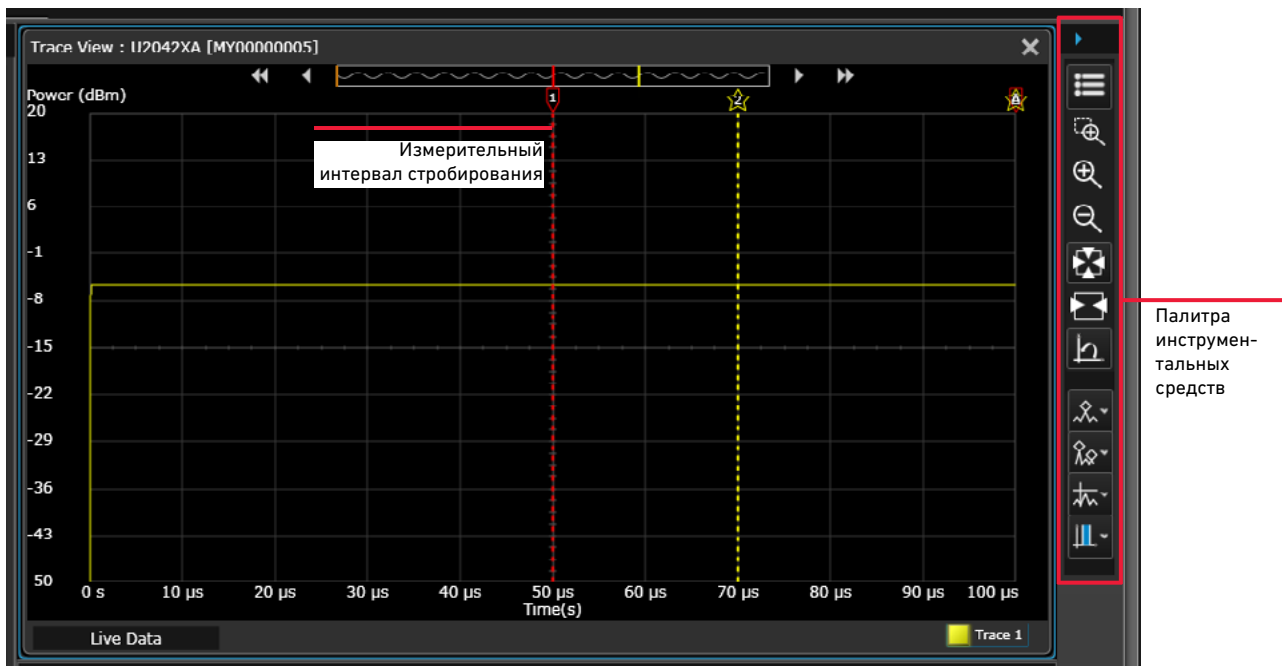 Trace View : U2042XA [MY00000005]
Power (dBm)
1
2
20
13
6
-1
-8
-15
-22
-29
-36
-43
50
Измерительный
интервал стробирования
0 s 10 µs 20 µs 30 µs 40 µs 50 µs 60 µs 70 µs 80 µs 90 µs 100 µs
Time(s)
Live Data
Trace 1
Палитра
инструмен-
тальных
средств